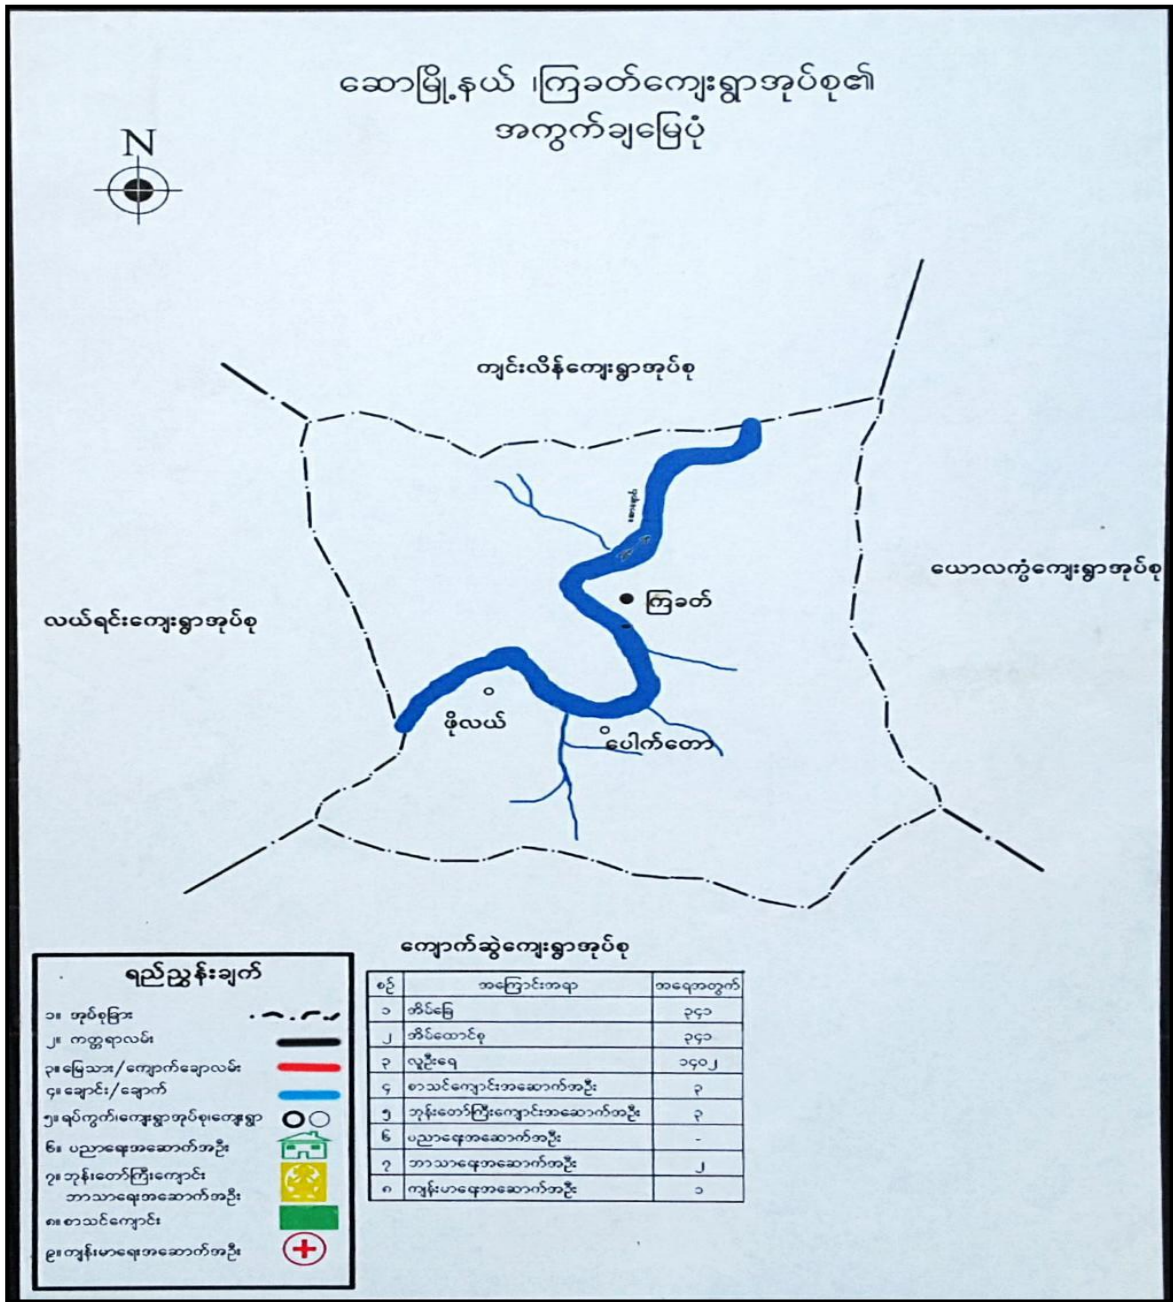 ဆောမြို့နယ် ၊ကြခတ်ကျေးရွာအုပ်စု၏
အကွက်ချမြေပုံ
N
ကျင်းလိန်ကျေးရွာအုပ်စု
ယောလက္ပံကျေးရွာအုပ်စု
ကြခတ်
လယ်ရင်းကျေးရွာအုပ်စု
ဖိုလယ်
ပေါက်တော
ကျောက်ဆွဲကျေးရွာအုပ်စု
ရည်ညွှန်းချက်
၁။ အုပ်စုခြား
၂။ ကတ္တရာလမ်း
၃။မြေသား/ကျောက်ချောလမ်း
၄။ချောင်း/ချောက်
၅။ရပ်ကွက်၊ကျေးရွာအုပ်စု၊ကျေးရွာ
၆။ ပညာရေးအဆောက်အဦး
၇။ဘုန်းတော်ကြီးကျောင်း
ဘာသာရေးအဆောက်အဦး
၈။စာသင်ကျောင်း
၉။ကျန်းမာရေးအဆောက်အဦး
စဉ် အကြောင်းအရာ အရေအတွက်
၁ အိမ်ခြေ ၃၄၁
၂ အိမ်ထောင်စု ၃၄၁
၃ လူဦးရေ ၁၄၀၂
၄ စာသင်ကျောင်းအဆောက်အဦး ၃
၅ ဘုန်းတော်ကြီးကျောင်းအဆောက်အဦး ၃
၆ ပညာရေးအဆောက်အဦး -
၇ ဘာသာရေးအဆောက်အဦး ၂
၈ ကျန်းမာရေးအဆောက်အဦး ၁